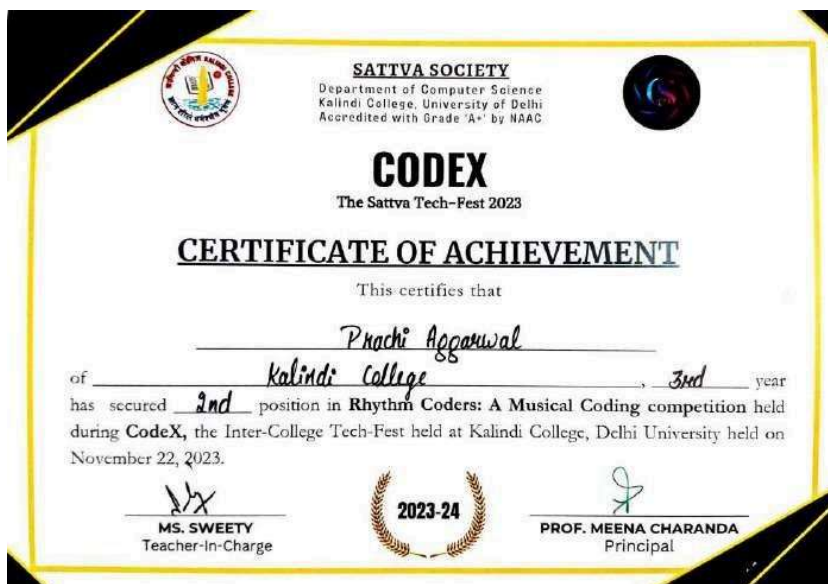 KALINDI COLLEGE
SATTVA SOCIETY
Department of Computer Science
Kalindi College, University of Delhi
Accredited with Grade 'A+' by NAAC
CODEX
The Sattva Tech-Fest 2023
CERTIFICATE OF ACHIEVEMENT
This certifies that
Prachi Aggarwal
of Kalindi College, 3rd year
has secured 2nd position in Rhythm Coders: A Musical Coding competition held
during CodeX, the Inter-College Tech-Fest held at Kalindi College, Delhi University held on
November 22, 2023.
2023-24
MS. SWEETY
Teacher-In-Charge
PROF. MEENA CHARANDA
Principal